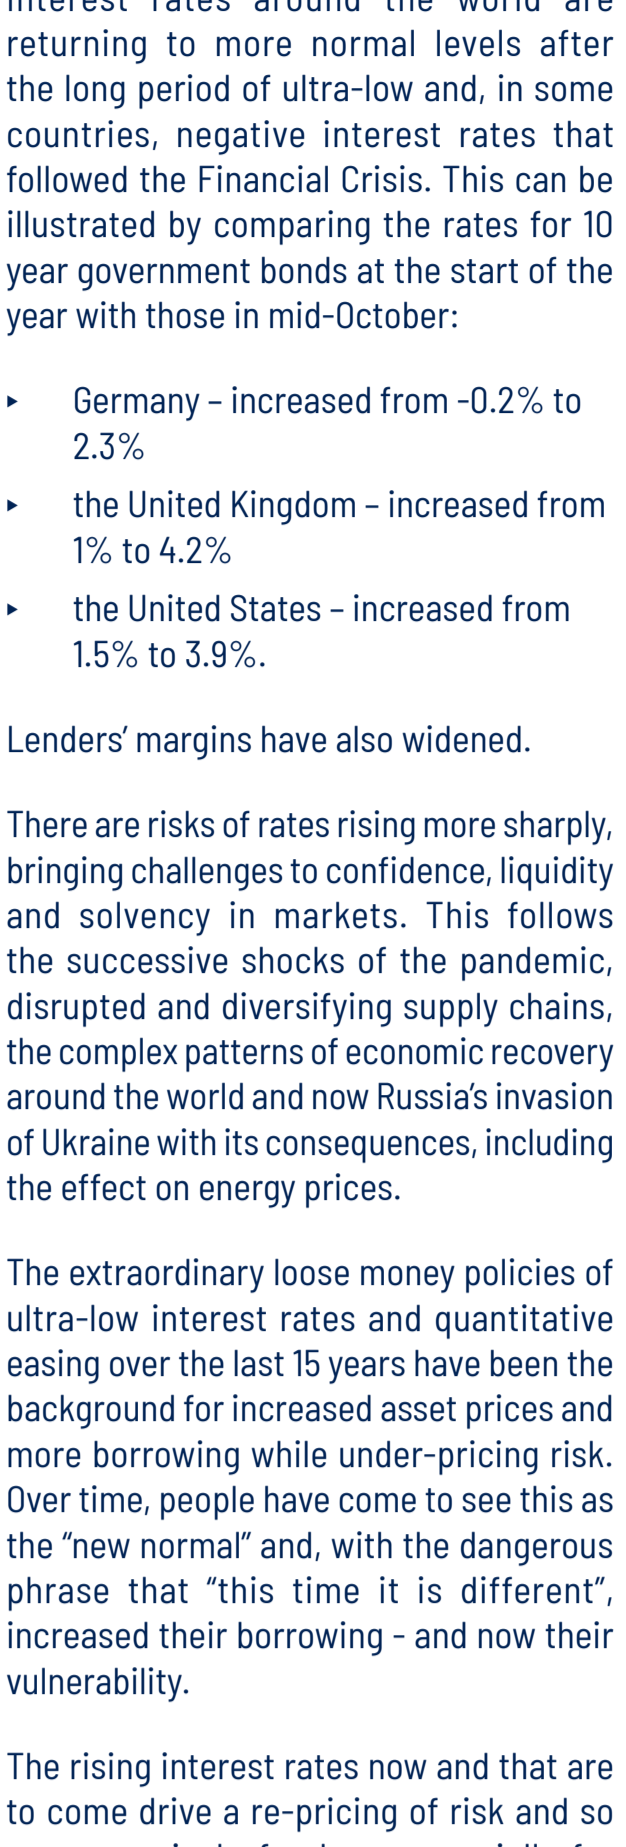 interest rates around the world are
returning to more normal levels after
the long period of ultra-low and, in some
countries, negative interest rates that
followed the Financial Crisis. This can be
illustrated by comparing the rates for 10
year government bonds at the start of the
year with those in mid-October:
‣ Germany – increased from -0.2% to
2.3%
‣ the United Kingdom – increased from
1% to 4.2%
‣ the United States – increased from
1.5% to 3.9%.
Lenders’ margins have also widened.
There are risks of rates rising more sharply,
bringing challenges to confidence, liquidity
and solvency in markets. This follows
the successive shocks of the pandemic,
disrupted and diversifying supply chains,
the complex patterns of economic recovery
around the world and now Russia’s invasion
of Ukraine with its consequences, including
the effect on energy prices.
The extraordinary loose money policies of
ultra-low interest rates and quantitative
easing over the last 15 years have been the
background for increased asset prices and
more borrowing while under-pricing risk.
Over time, people have come to see this as
the “new normal” and, with the dangerous
phrase that “this time it is different”,
increased their borrowing - and now their
vulnerability.
The rising interest rates now and that are
to come drive a re-pricing of risk and so